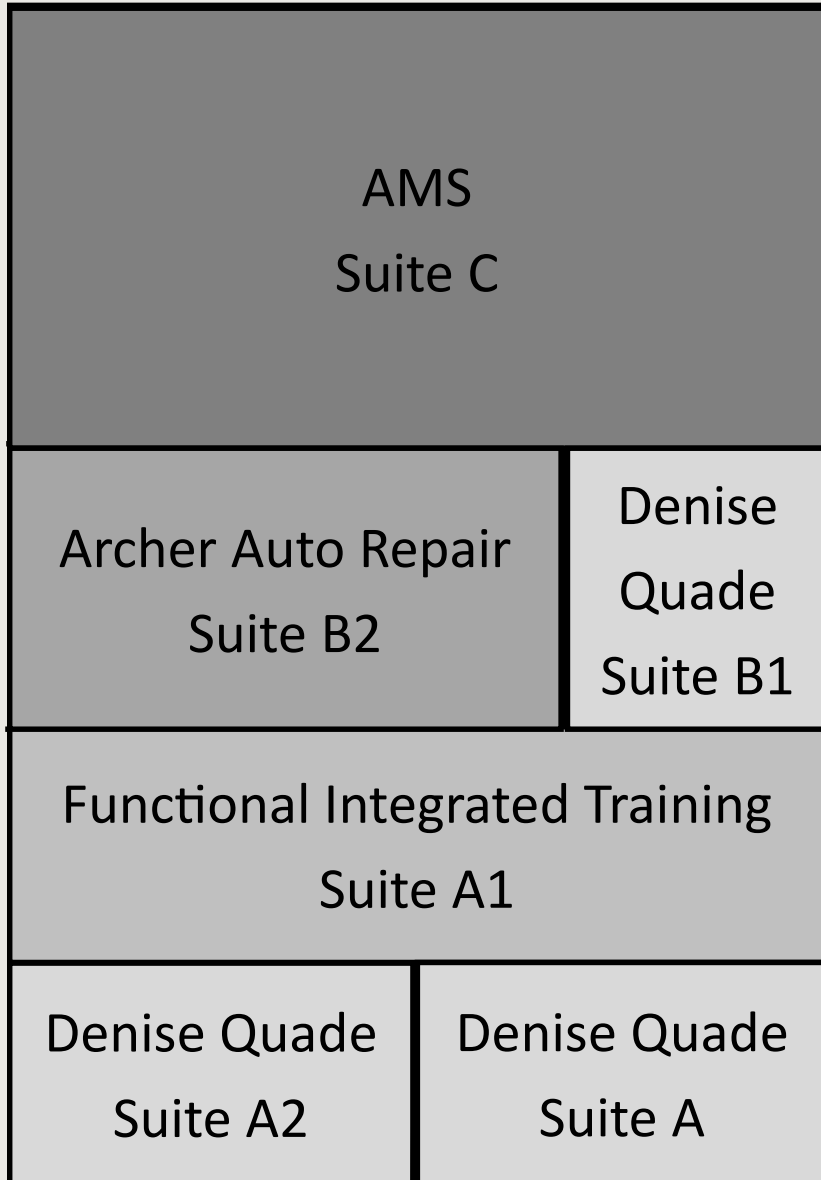 AMS
Suite C
Archer Auto Repair
Suite B2
Denise
Quade
Suite B1
Functional Integrated Training
Suite A1
Denise Quade
Suite A2
Denise Quade
Suite A